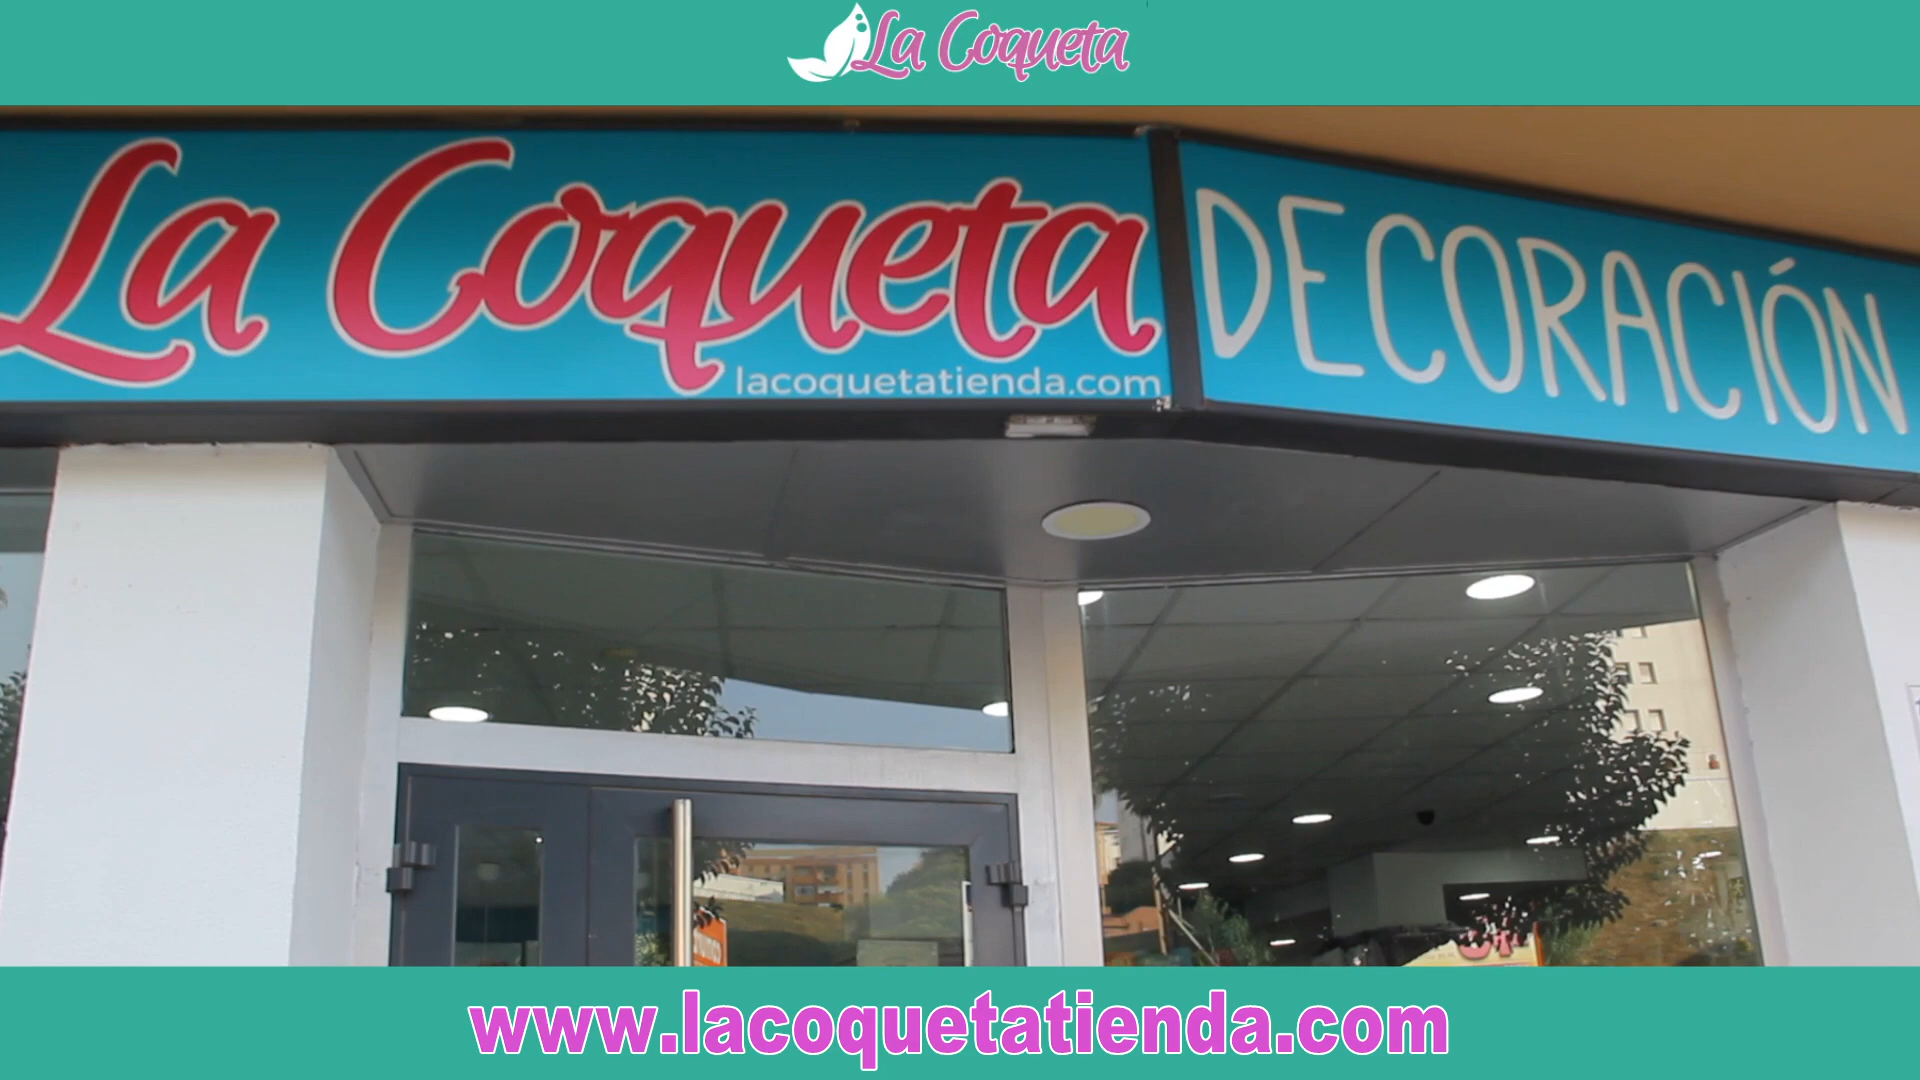 La Coqueta
La Coqueta
lacoquetatienda.com
DECORACIÓN
www.lacoquetatienda.com